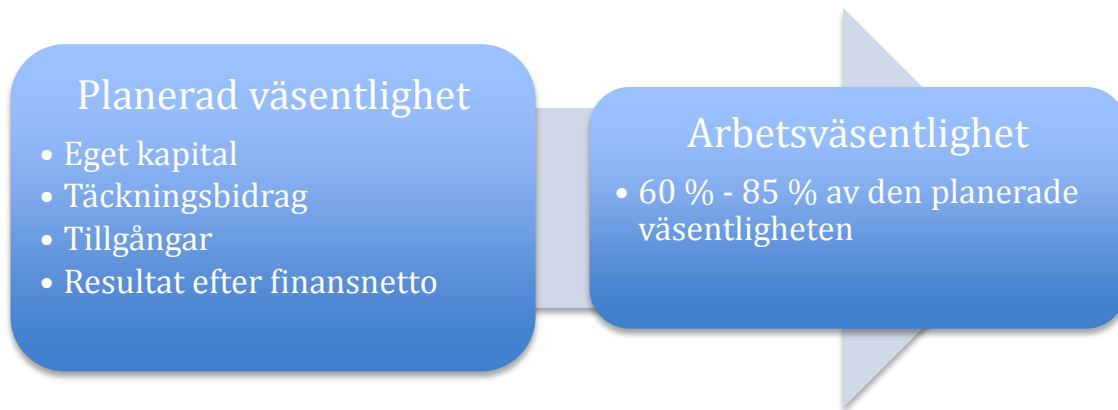 Planerad väsentlighet
• Eget kapital
• Täckningsbidrag
• Tillgångar
• Resultat efter finansnetto
Arbetsväsentlighet
• 60 % - 85 % av den planerade
väsentligheten